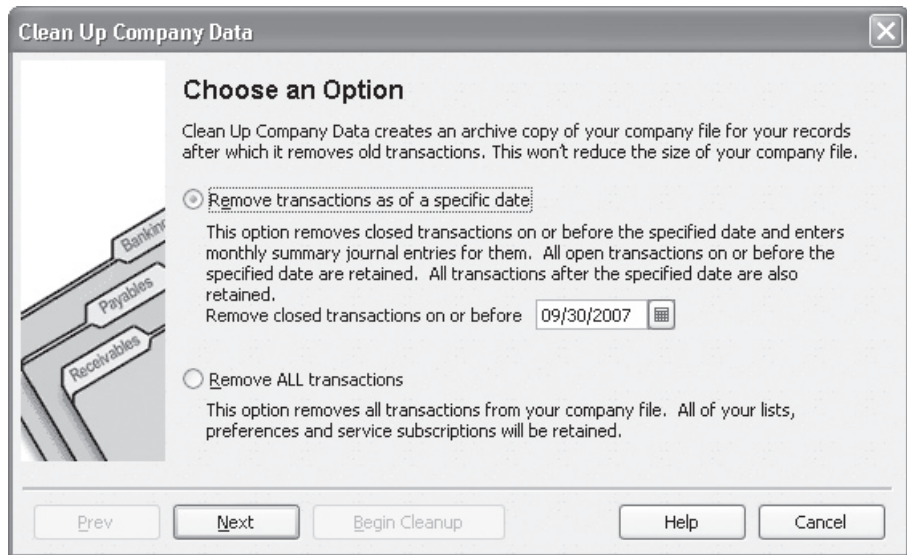 Clean Up Company Data
Banking
Payables
Receivables
Choose an Option
Clean Up Company Data creates an archive copy of your company file for your records
after which it removes old transactions. This won't reduce the size of your company file.
Remove transactions as of a specific date
This option removes closed transactions on or before the specified date and enters
monthly summary journal entries for them. All open transactions on or before the
specified date are retained. All transactions after the specified date are also
retained.
Remove closed transactions on or before 09/30/2007
Remove ALL transactions
This option removes all transactions from your company file. All of your lists,
preferences and service subscriptions will be retained.
Prev Next Begin Cleanup Help Cancel